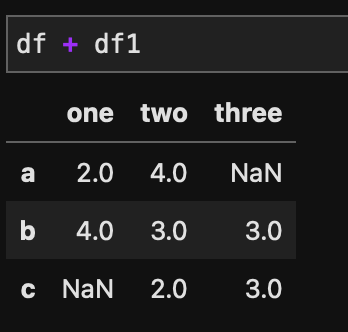 df + df1
one two three
a 2.0 4.0 NaN
b 4.0 3.0 3.0
c NaN 2.0 3.0